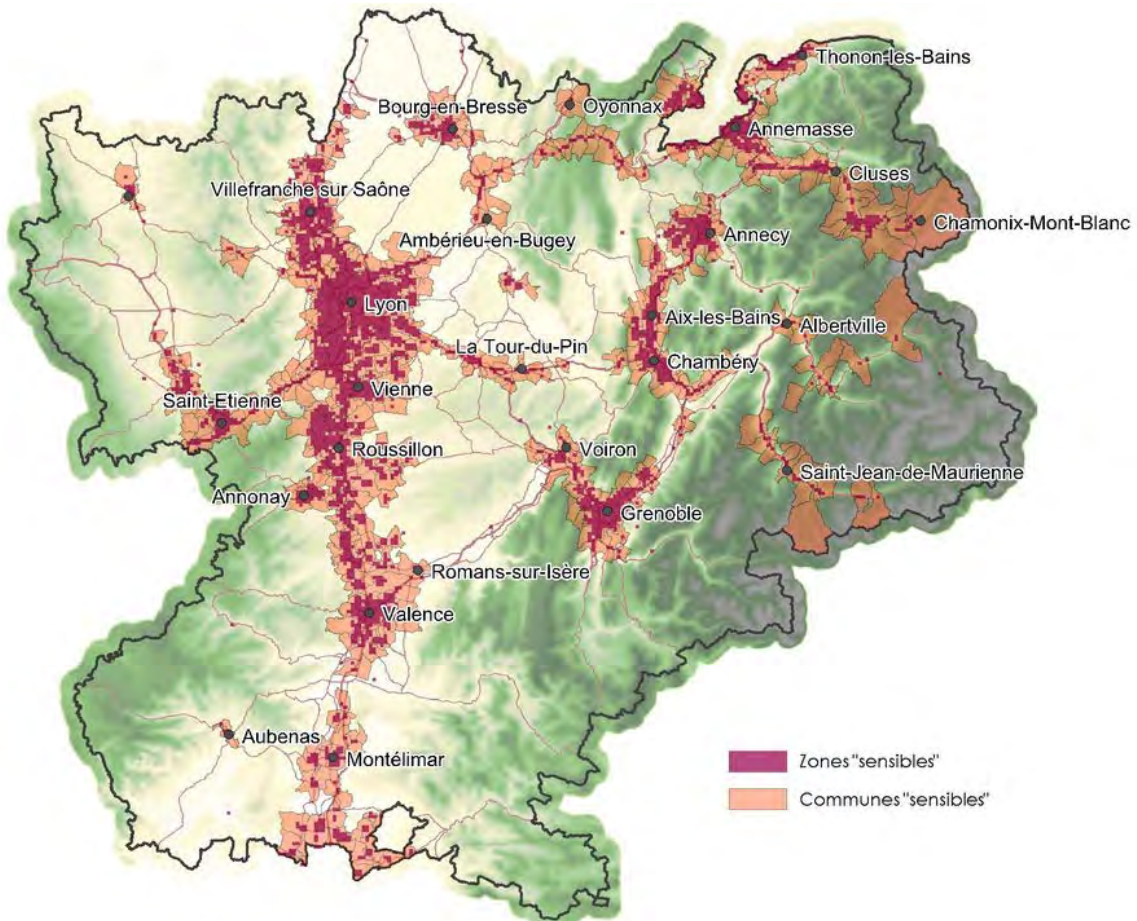 Thonon-les-Bains
Bourg-en-Bresse
Oyonnax
Annemasse
Cluses
Villefranche sur Saône
Chamonix-Mont-Blanc
Ambérieu-en-Bugey
Annecy
Lyon
Aix-les-Bains
Albertville
La Tour-du-Pin
Chambéry
Vienne
Saint-Etienne
Roussillon
Voiron
Saint-Jean-de-Maurienne
Annonay
Grenoble
Romans-sur-Isère
Valence
Aubenas
Montélimar
Zones "sensibles"
Communes "sensibles"